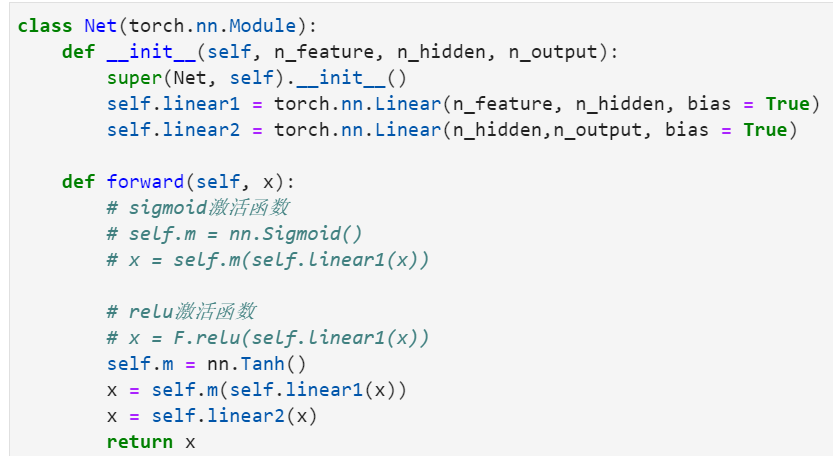 class Net(torch.nn.Module):
    def __init__(self, n_feature, n_hidden, n_output):
        super(Net, self).__init__()
        self.linear1 = torch.nn.Linear(n_feature, n_hidden, bias = True)
        self.linear2 = torch.nn.Linear(n_hidden,n_output, bias = True)

    def forward(self, x):
        # sigmoid激活函数
        # self.m = nn.Sigmoid()
        # x = self.m(self.linear1(x))

        # relu激活函数
        # x = F.relu(self.linear1(x))
        self.m = nn.Tanh()
        x = self.m(self.linear1(x))
        x = self.linear2(x)
        return x